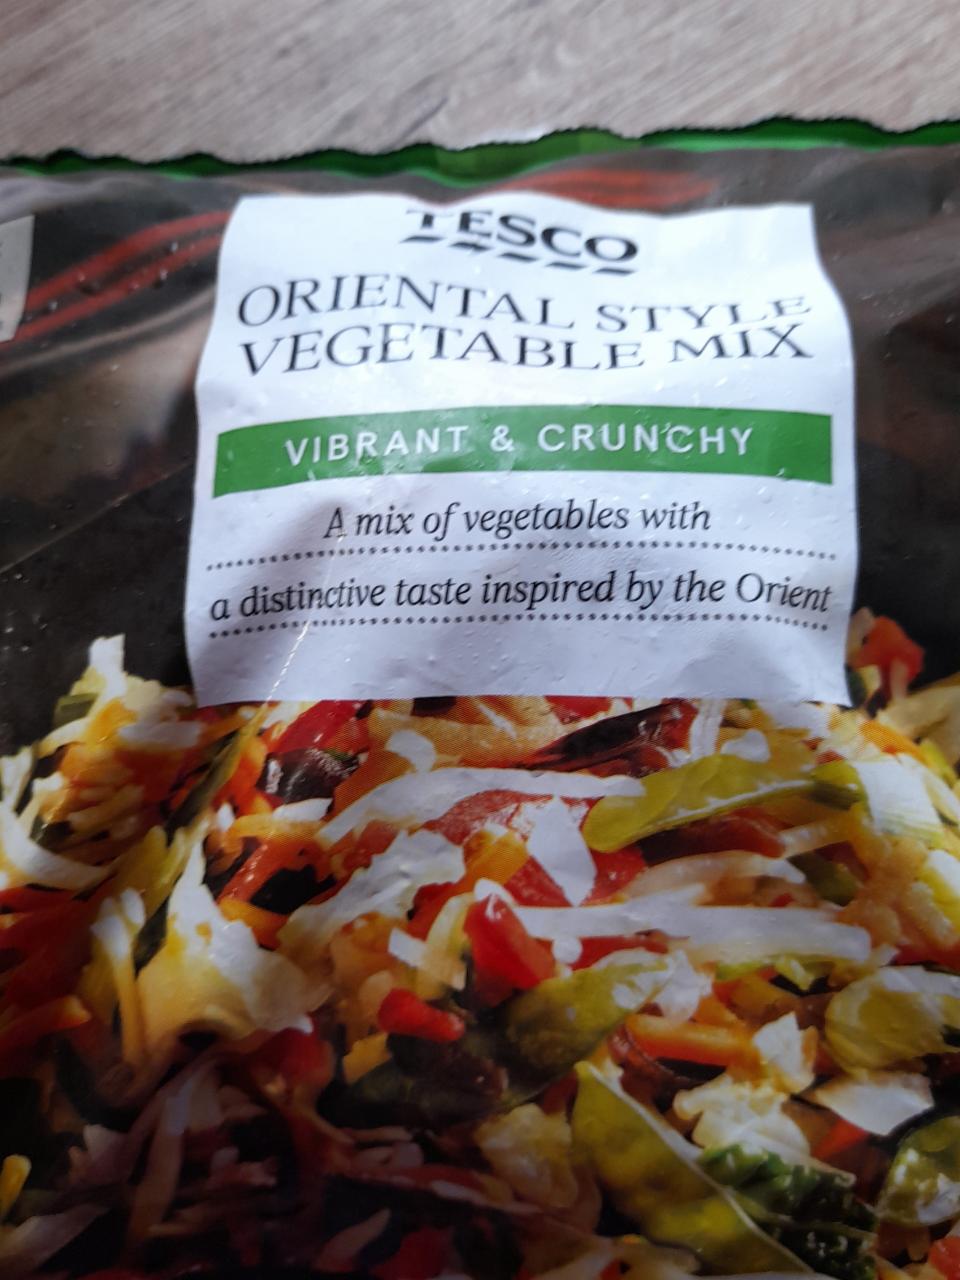 TESCO
ORIENTAL STYLE
VEGETABLE MIX
VIBRANT & CRUNCHY
A mix of vegetables with
a distinctive taste inspired by the Orient